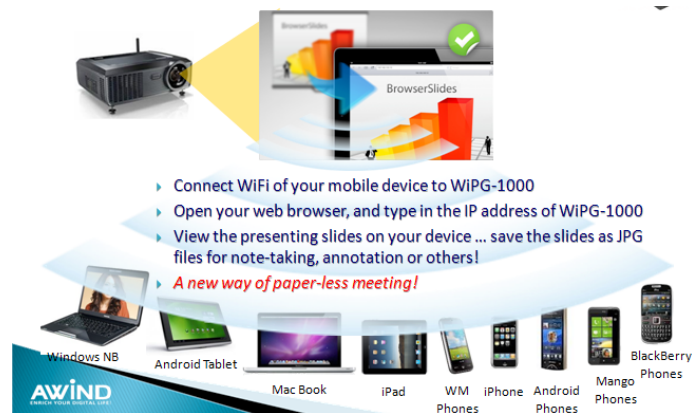 BrowserSlides
BrowserSlides
Connect WiFi of your mobile device to WiPG-1000
Open your web browser, and type in the IP address of WiPG-1000
View the presenting slides on your device ... save the slides as JPG
files for note-taking, annotation or others!
A new way of paper-less meeting!
Windows NB
Android Tablet
Mac Book
iPad
WM
Phones
iPhone
Android
Phones
Mango
Phones
BlackBerry
Phones
AWIND
ENRICH YOUR DIGITAL LIFE!